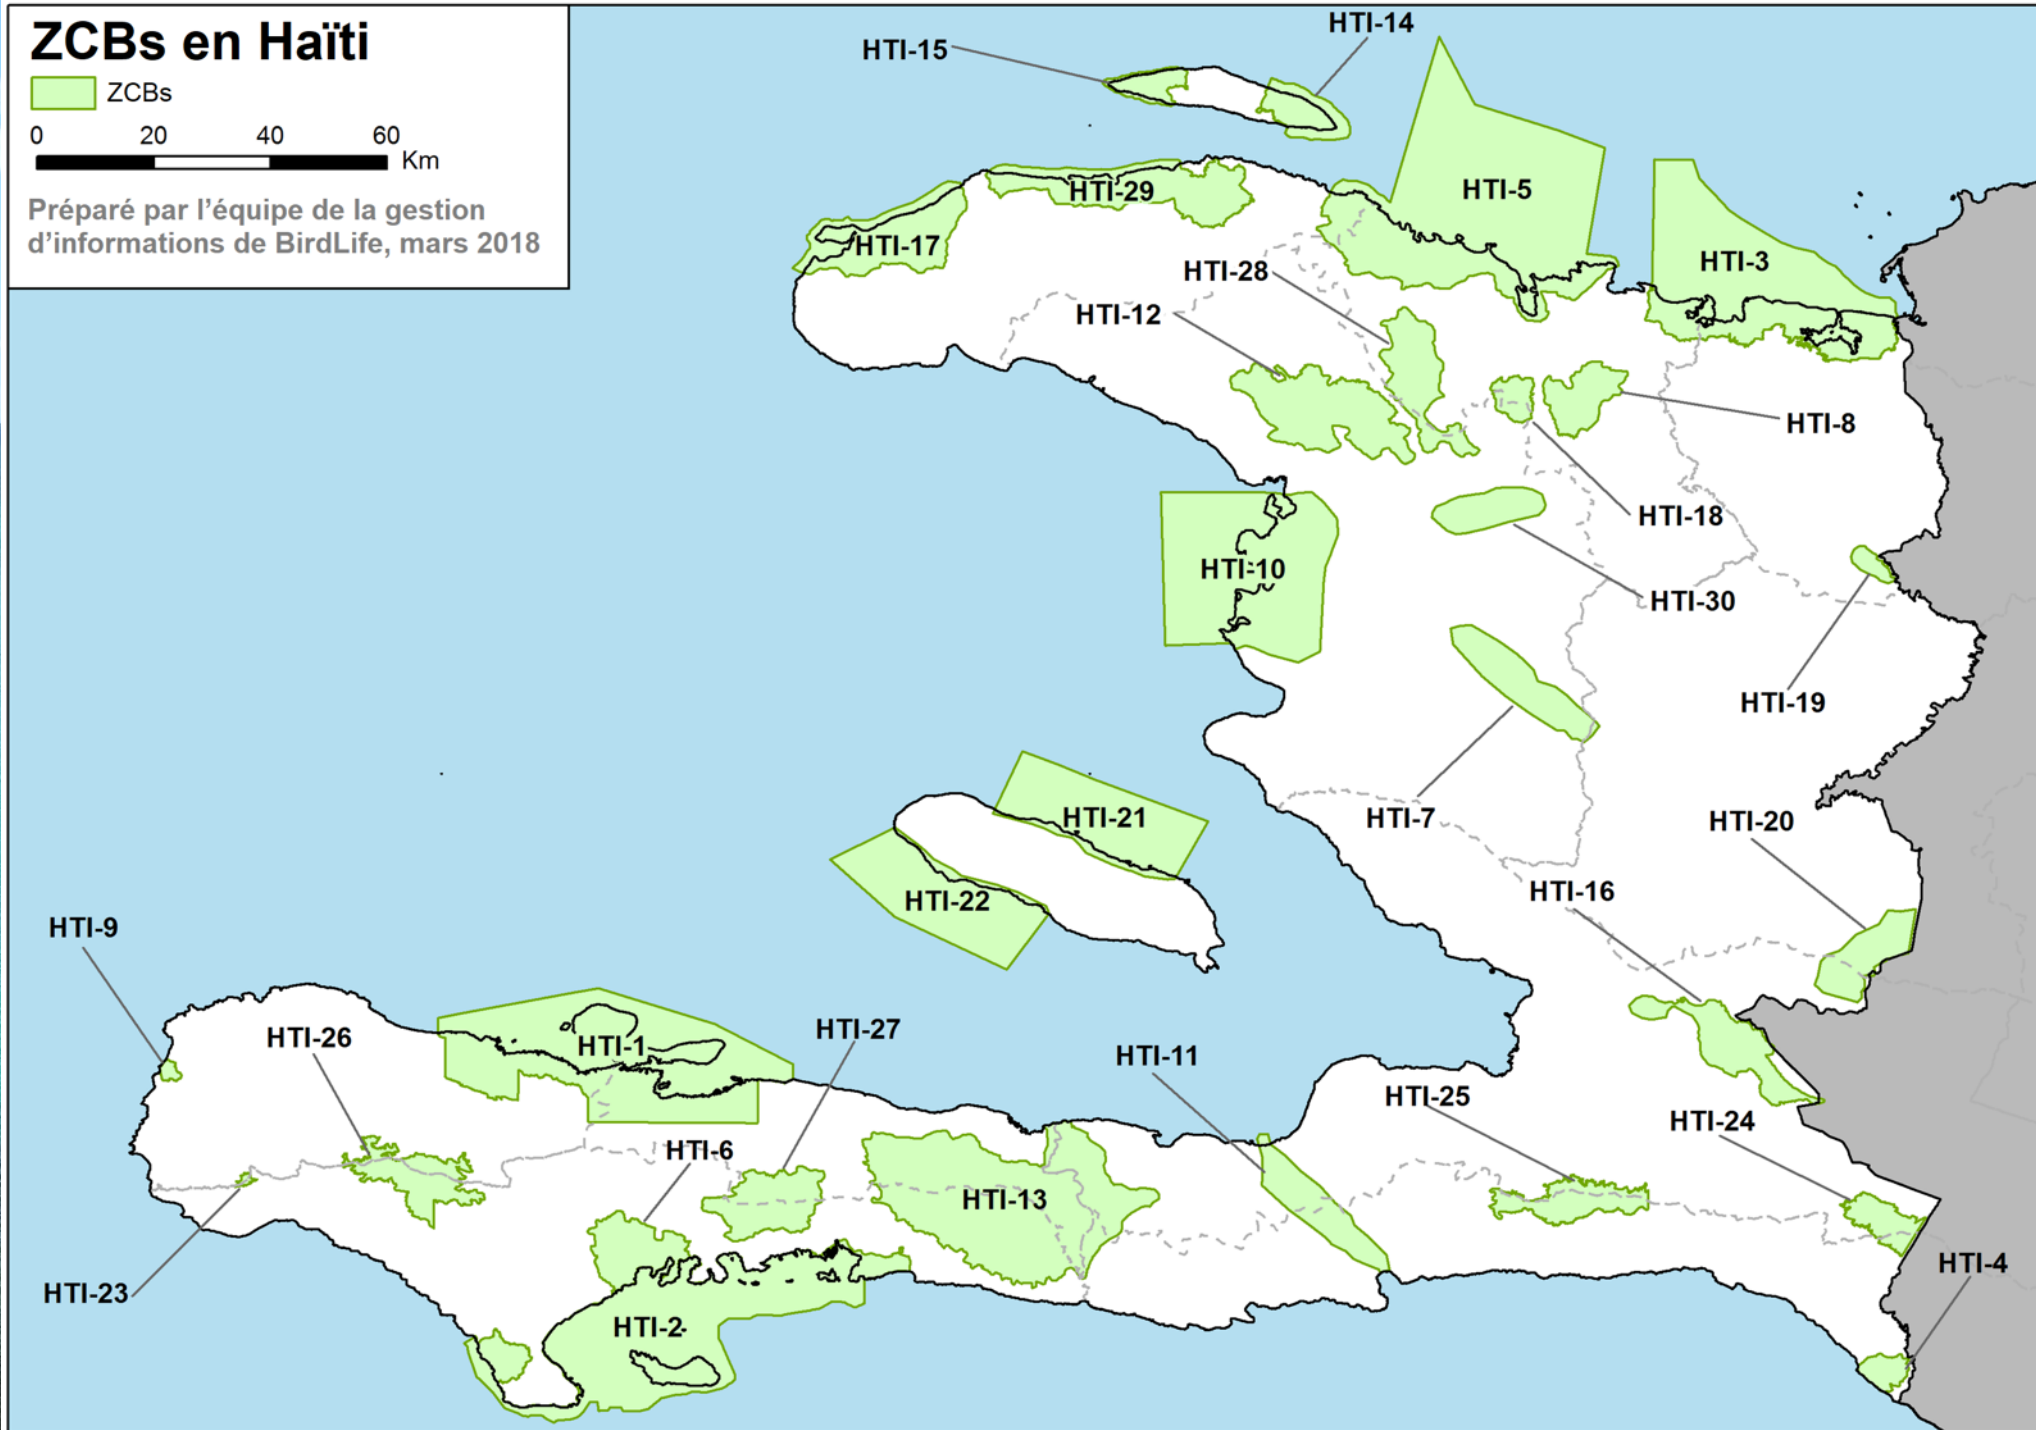 ZCBs en Haïti
ZCBs
0 20 40 60
Km
Préparé par l'équipe de la gestion
d'informations de BirdLife, mars 2018
HTI-14
HTI-15
HTI-29
HTI-5
HTI-17
HTI-3
HTI-28
HTI-12
HTI-8
HTI-18
HTI-10
HTI-30
HTI-19
HTI-21
HTI-7
HTI-20
HTI-22
HTI-16
HTI-9
HTI-26
HTI-1
HTI-27
HTI-11
HTI-25
HTI-24
HTI-6
HTI-13
HTI-23
HTI-4
HTI-2